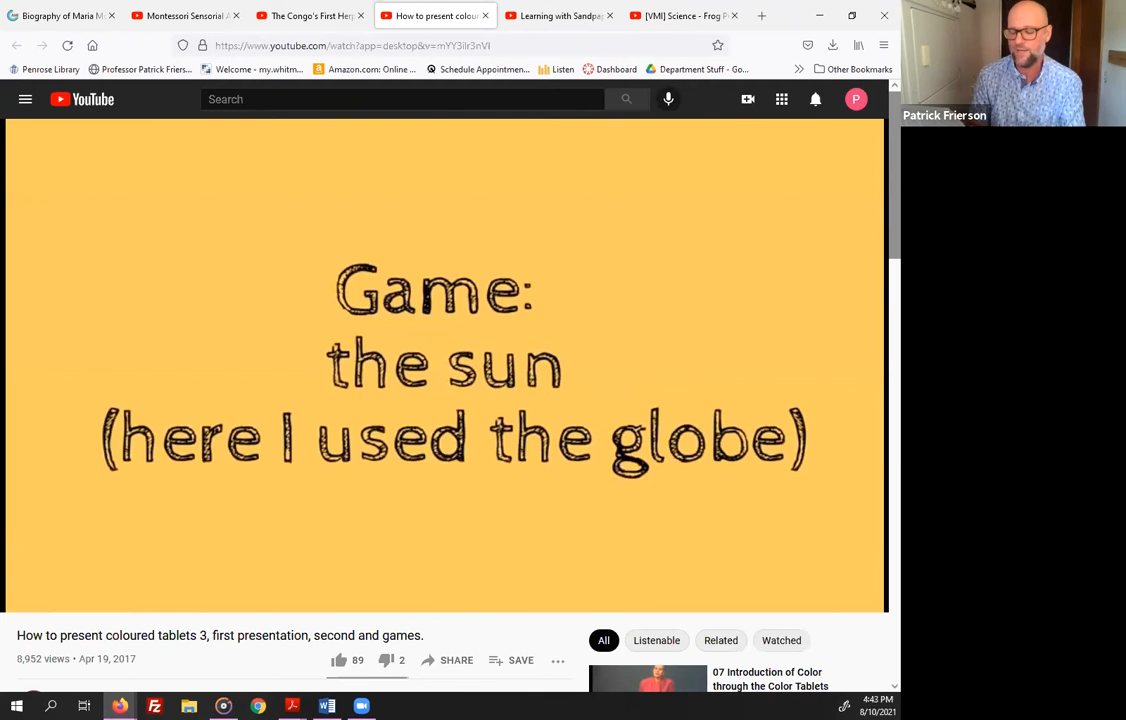 Biography of Maria M
Montessori Sensorial A
The Congo's First Herp
How to present colou
Learning with Sandpap
[VMI] Science - Frog P
https://www.youtube.com/watch?app=desktop&v=mYY3iIr3nVI
Penrose Library
Professor Patrick Friers...
Welcome - my.whitm...
Amazon.com: Online ...
Schedule Appointmen...
Listen
Dashboard
Department Stuff - Go...
Other Bookmarks
YouTube
Search
P
Patrick Frierson
Game:
the sun
(here I used the globe)
How to present coloured tablets 3, first presentation, second and games.
8,952 views • Apr 19, 2017
89
2
SHARE
SAVE
All
Listenable
Related
Watched
07 Introduction of Color
through the Color Tablets
4:43 PM
8/10/2021